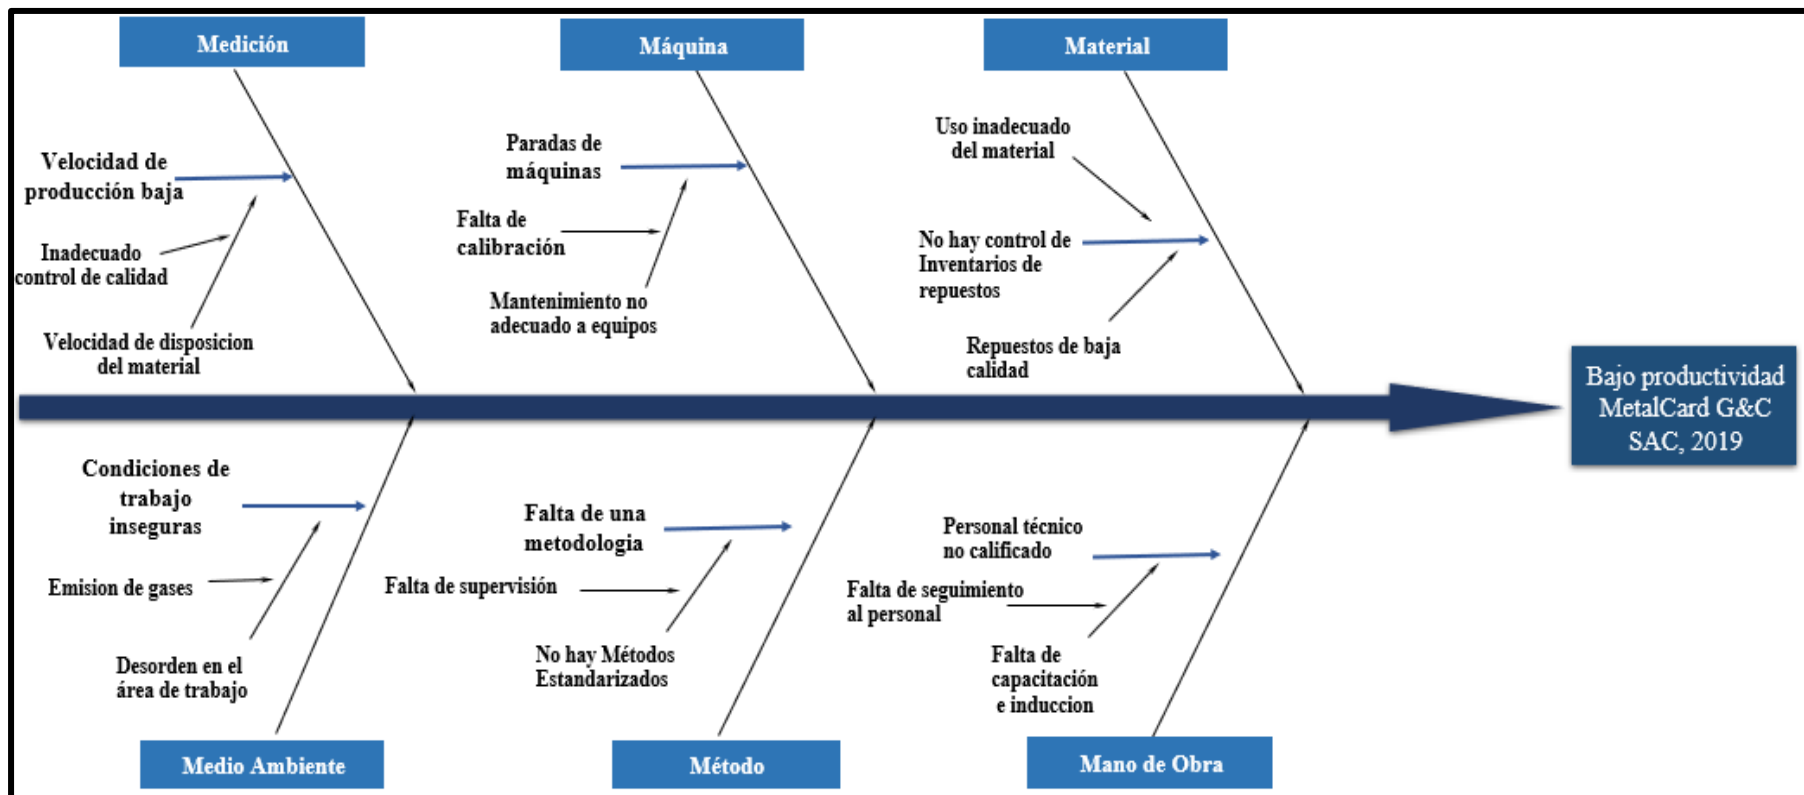 Medición
Máquina
Material
Velocidad de
producción baja
Inadecuado
control de calidad
Velocidad de disposicion
del material
Paradas de
máquinas
Falta de
calibración
Mantenimiento no
adecuado a equipos
Uso inadecuado
del material
No hay control de
Inventarios de
repuestos
Repuestos de baja
calidad
Bajo productividad
MetalCard G&C
SAC, 2019
Condiciones de
trabajo
inseguras
Emision de gases
Desorden en el
área de trabajo
Falta de una
metodologia
Falta de supervisión
No hay Métodos
Estandarizados
Personal técnico
no calificado
Falta de seguimiento
al personal
Falta de
capacitación
e induccion
Medio Ambiente
Método
Mano de Obra